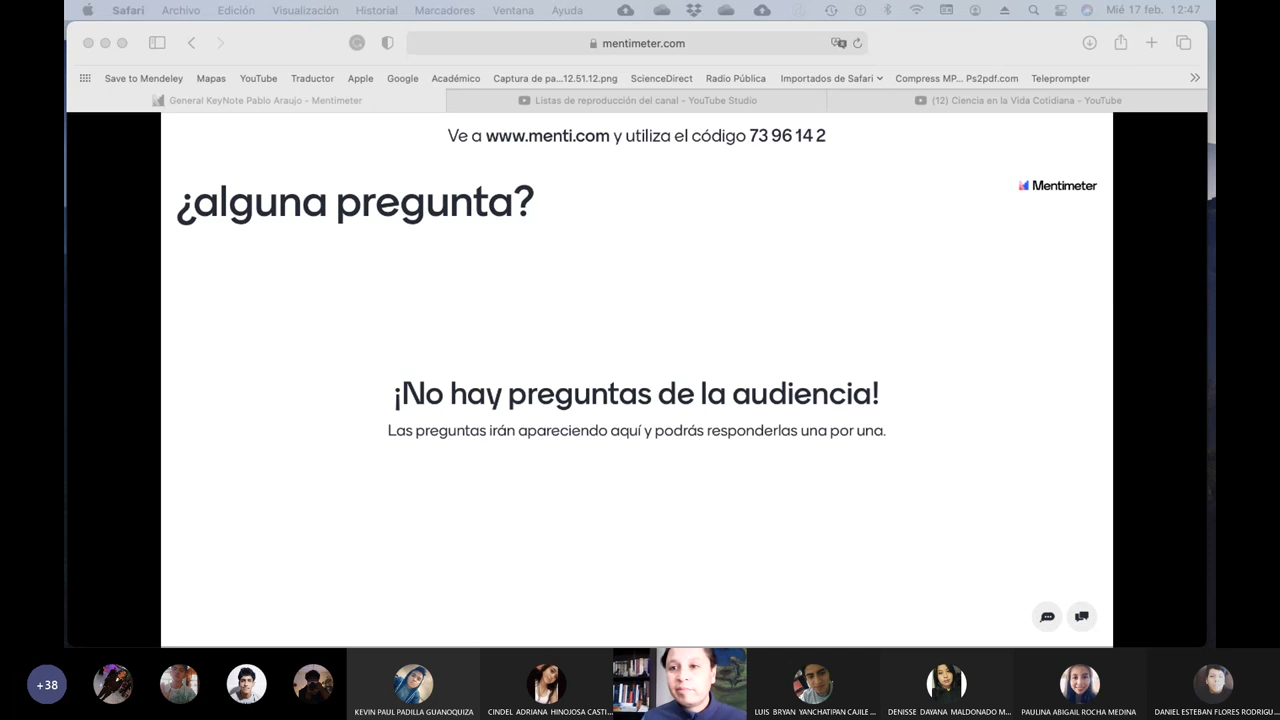 Safari Archivo Edición Visualización Historial Marcadores Ventana Ayuda Mié 17 feb. 12:47
mentimeter.com
Save to Mendeley Mapas YouTube Traductor Apple Google Académico Captura de pa...12.51.12.png ScienceDirect Radio Pública Importados de Safari Compress MP... Ps2pdf.com Teleprompter
General KeyNote Pablo Araujo - Mentimeter Listas de reproducción del canal - YouTube Studio (12) Ciencia en la Vida Cotidiana - YouTube
Ve a www.menti.com y utiliza el código 73 96 14 2
Mentimeter
¿alguna pregunta?
¡No hay preguntas de la audiencia!
Las preguntas irán apareciendo aquí y podrás responderlas una por una.
+38
KEVIN PAUL PADILLA GUANOQUIZA CINDEL ADRIANA HINOJOSA CASTI... LUIS BRYAN YANCHATIPAN CAJILE... DENISSE DAYANA MALDONADO M... PAULINA ABIGAIL ROCHA MEDINA DANIEL ESTEBAN FLORES RODRIGU...